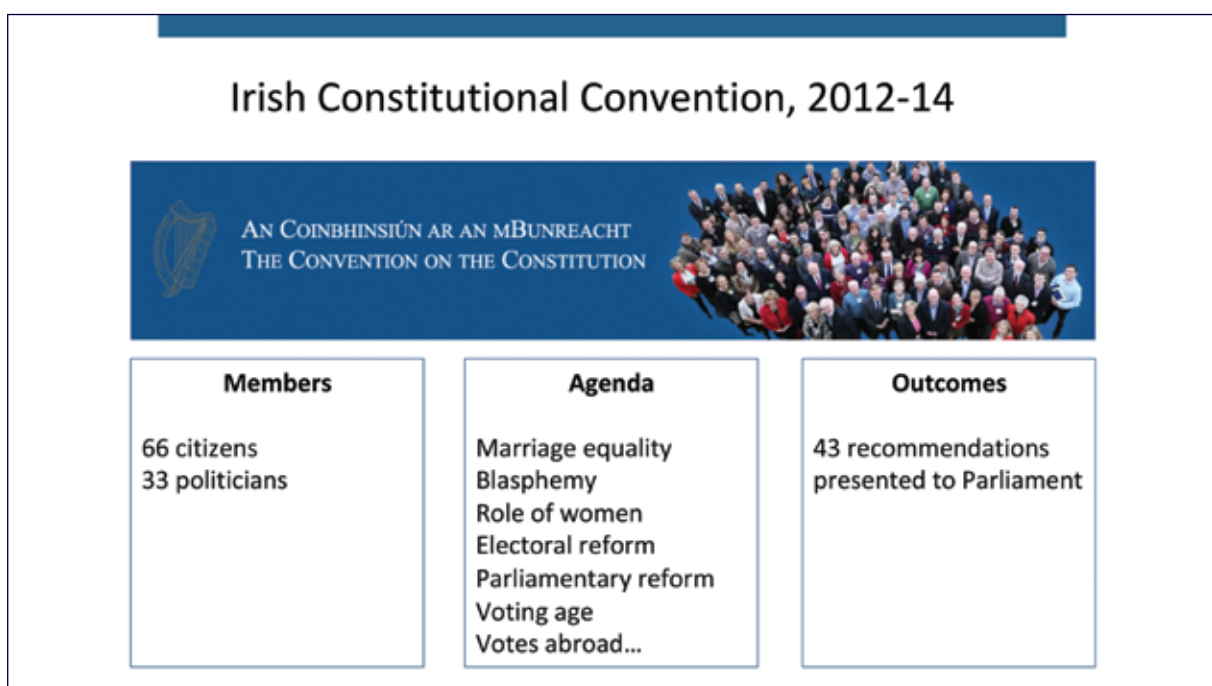 Irish Constitutional Convention, 2012-14
AN COINBHINSIÚN AR AN MBUNREACHT
THE CONVENTION ON THE CONSTITUTION
Members
66 citizens
33 politicians
Agenda
Marriage equality
Blasphemy
Role of women
Electoral reform
Parliamentary reform
Voting age
Votes abroad…
Outcomes
43 recommendations
presented to Parliament